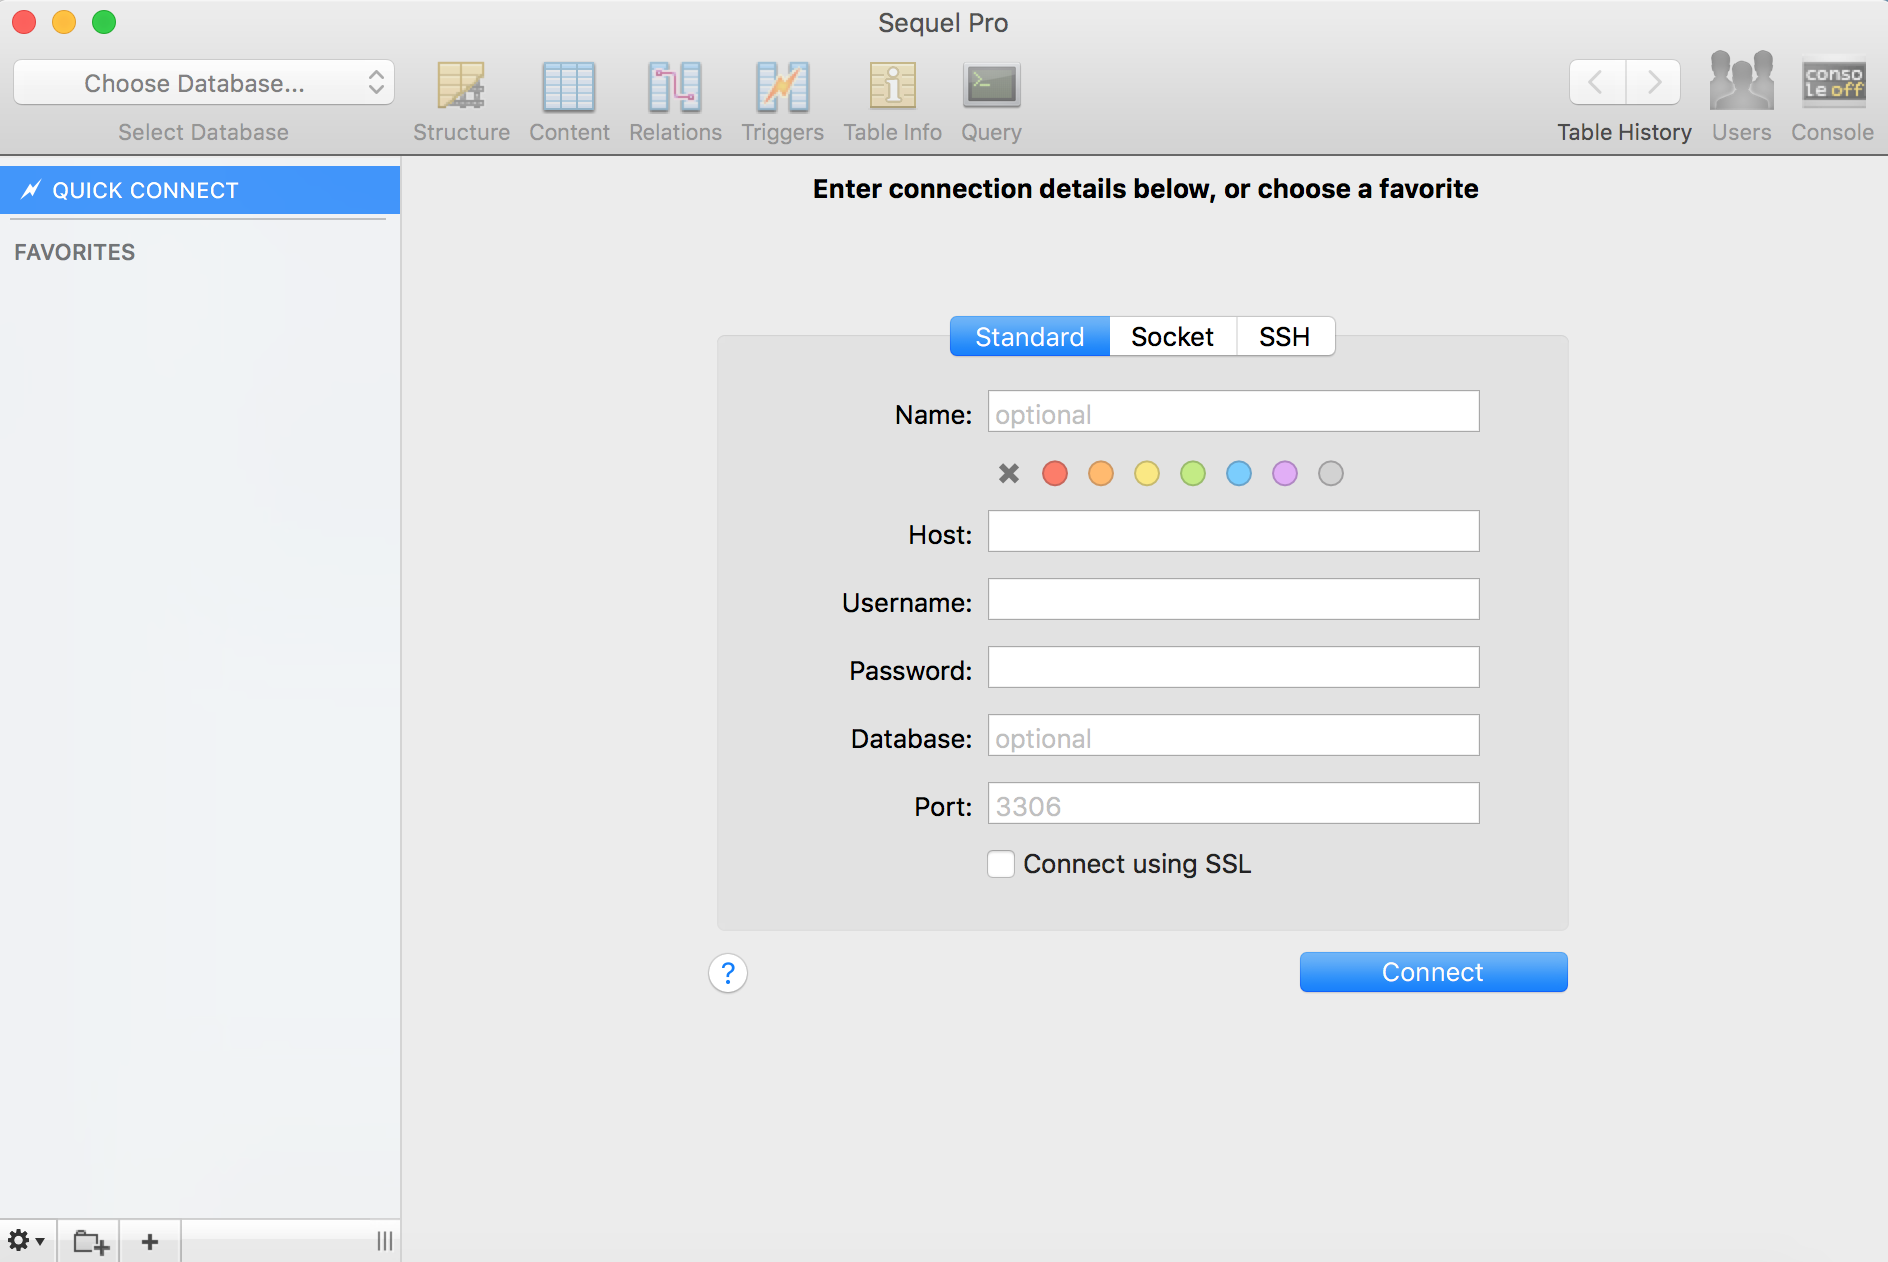 Sequel Pro
Choose Database...
Select Database
Structure
Content
Relations
Triggers
Table Info
Query
Table History
Users
conso
le off
Console
QUICK CONNECT
FAVORITES
Enter connection details below, or choose a favorite
Standard
Socket
SSH
Name: optional
Host:
Username:
Password:
Database: optional
Port: 3306
Connect using SSL
?
Connect